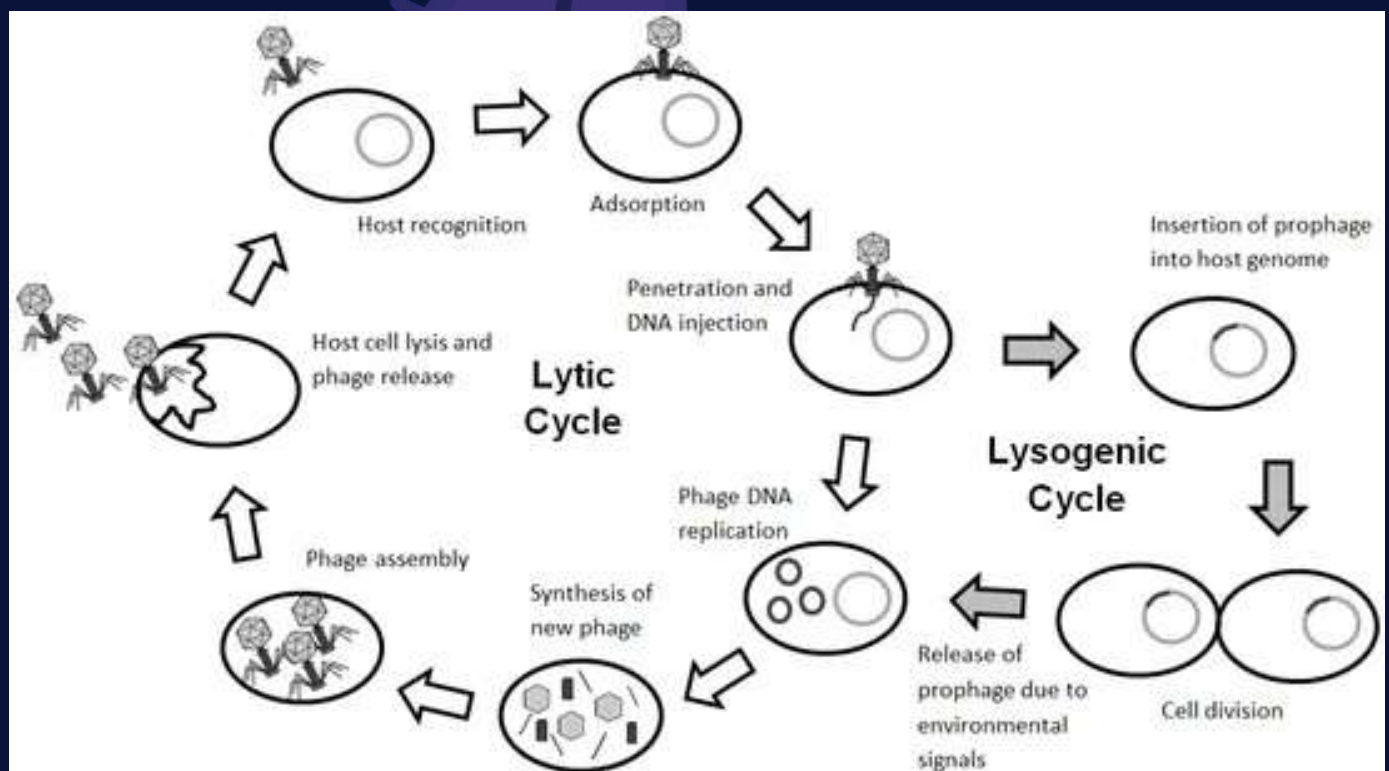 Host recognition
Adsorption
Penetration and
DNA injection
Insertion of prophage
into host genome
Host cell lysis and
phage release
Lytic
Cycle
Lysogenic
Cycle
Phage DNA
replication
Phage assembly
Synthesis of
new phage
Release of
prophage due to
environmental
signals
Cell division